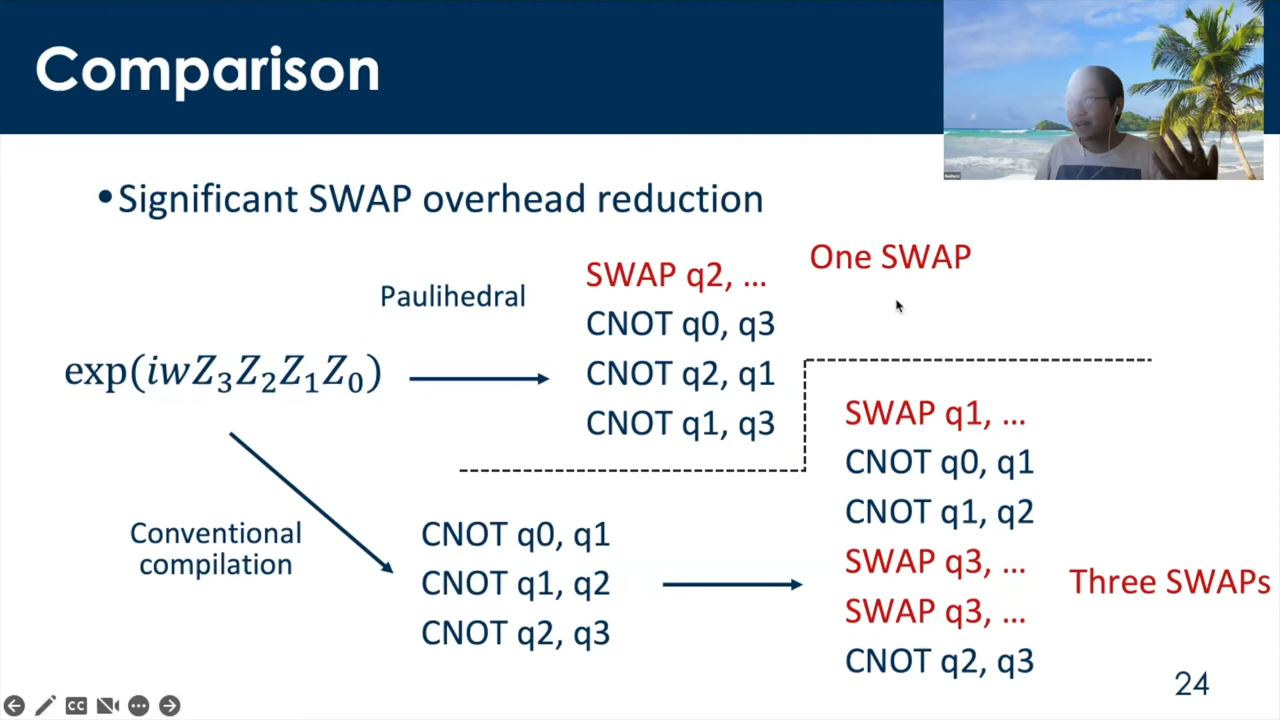 Comparison
•Significant SWAP overhead reduction
Paulihedral
exp(iwZ₃Z₂Z₁Z₀)
SWAP q2, ...
CNOT q0, q3
CNOT q2, q1
CNOT q1, q3
One SWAP
Conventional
compilation
CNOT q0, q1
CNOT q1, q2
CNOT q2, q3
SWAP q1, ...
CNOT q0, q1
CNOT q1, q2
SWAP q3, ...
SWAP q3, ...
CNOT q2, q3
Three SWAPs
24
CC